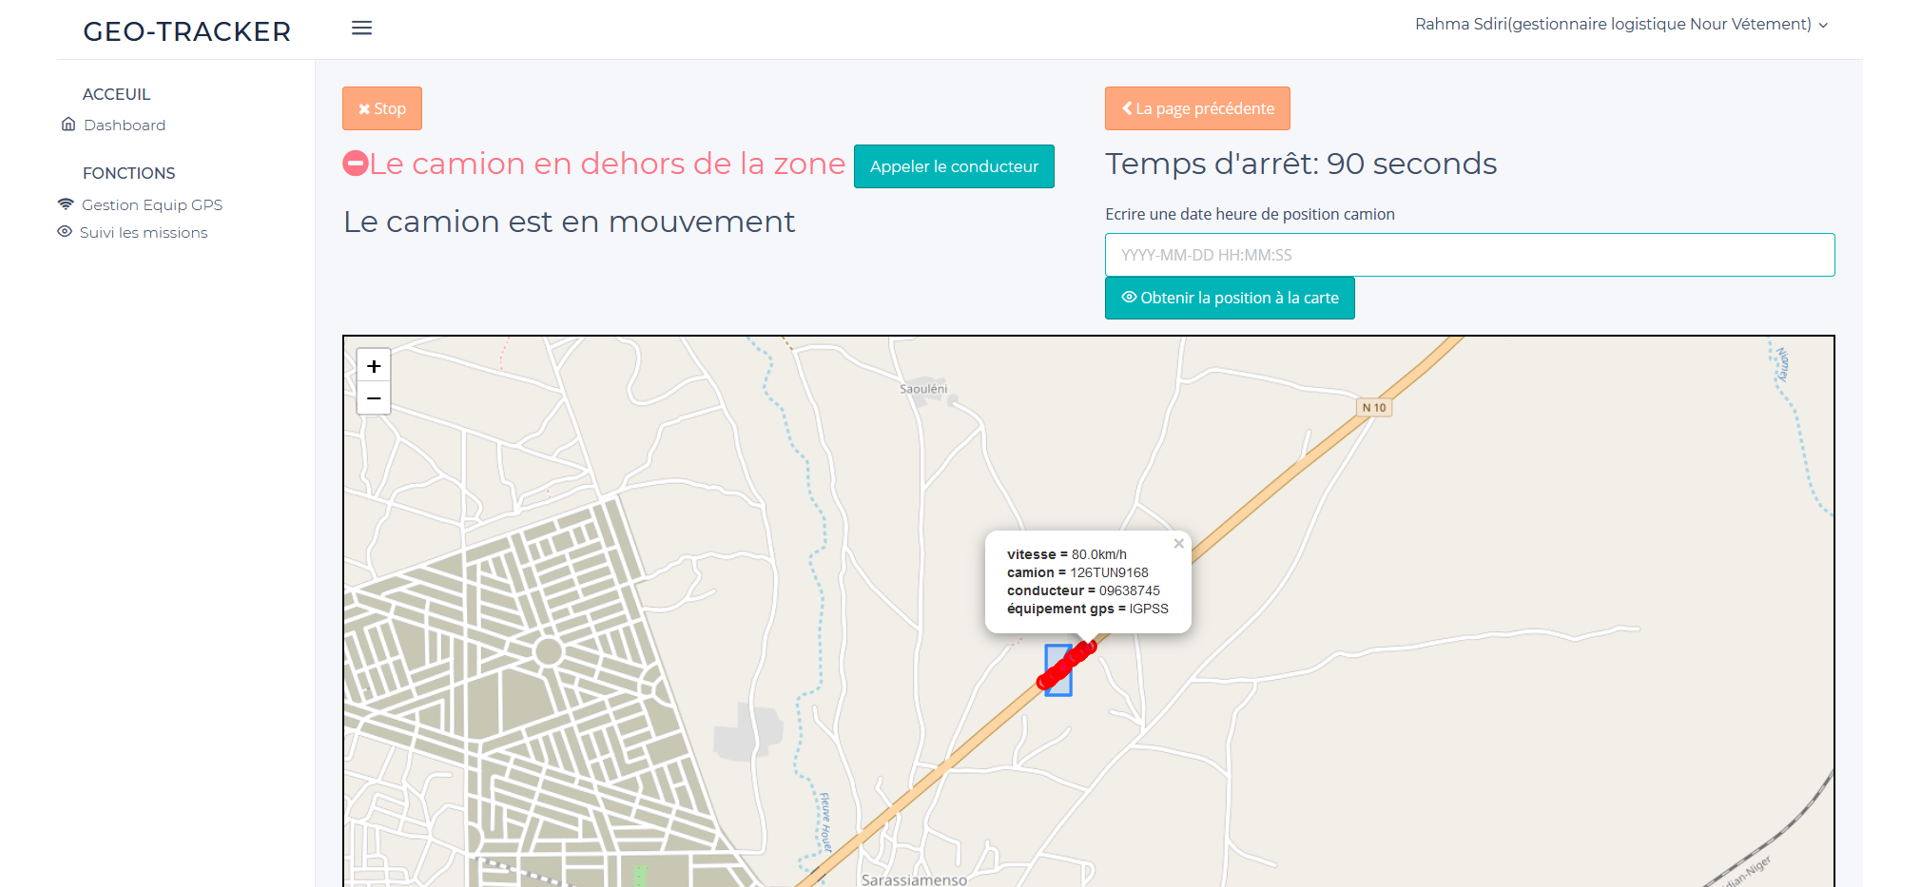 GEO-TRACKER
Rahma Sdiri(gestionnaire logistique Nour Vétement)
ACCEUIL
Dashboard
FONCTIONS
Gestion Equip GPS
Suivi les missions
Stop
La page précédente
Le camion en dehors de la zone
Appeler le conducteur
Temps d'arrêt: 90 seconds
Le camion est en mouvement
Ecrire une date heure de position camion
YYYY-MM-DD HH:MM:SS
Obtenir la position à la carte
+
−
Saouléni
Niamey
N 10
×
vitesse = 80.0km/h
camion = 126TUN9168
conducteur = 09638745
équipement gps = IGPSS
Fleuve Houer
Sarassiamenso
dian-Niger